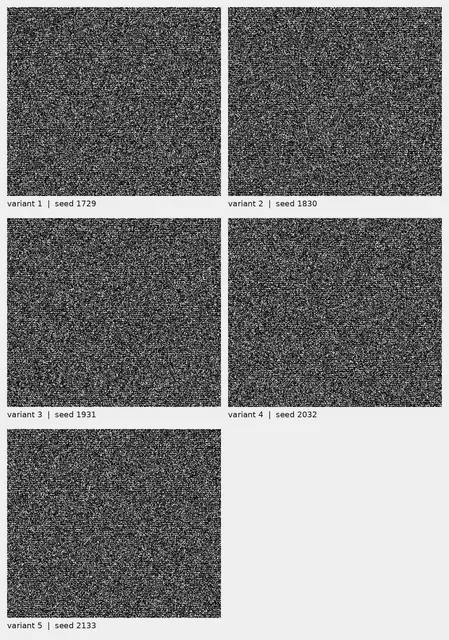 variant 1 | seed 1729
variant 2 | seed 1830
variant 3 | seed 1931
variant 4 | seed 2032
variant 5 | seed 2133